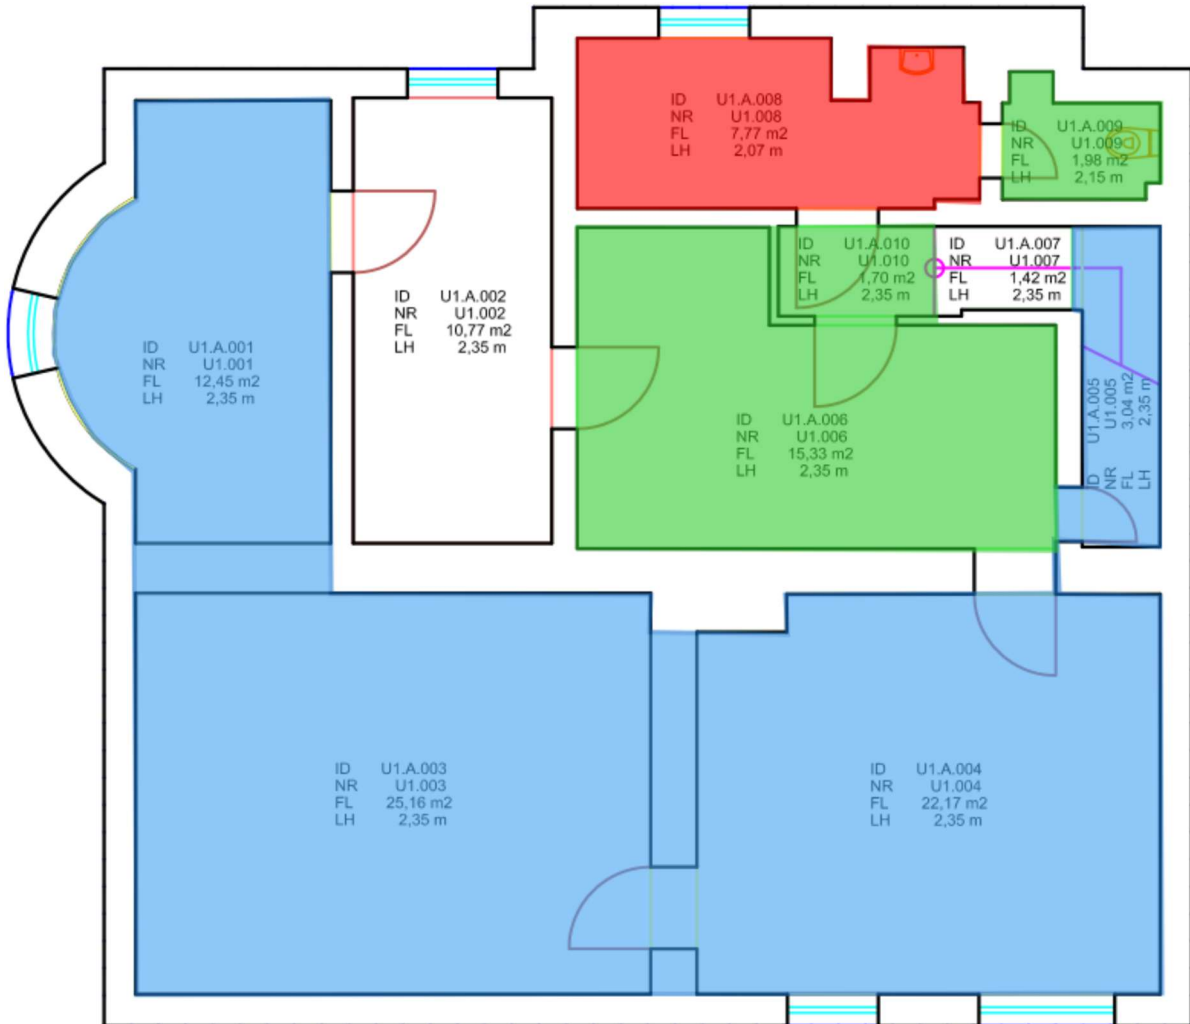 ID U1.A.008
NR U1.008
FL 7,77 m2
LH 2,07 m
ID U1.A.009
NR U1.009
FL 1,98 m2
LH 2,15 m
ID U1.A.010
NR U1.010
FL 1,70 m2
LH 2,35 m
ID U1.A.007
NR U1.007
FL 1,42 m2
LH 2,35 m
ID U1.A.002
NR U1.002
FL 10,77 m2
LH 2,35 m
ID U1.A.001
NR U1.001
FL 12,45 m2
LH 2,35 m
ID U1.A.006
NR U1.006
FL 15,33 m2
LH 2,35 m
ID U1.A.005
NR U1.005
FL 3,04 m2
LH 2,35 m
ID U1.A.003
NR U1.003
FL 25,16 m2
LH 2,35 m
ID U1.A.004
NR U1.004
FL 22,17 m2
LH 2,35 m